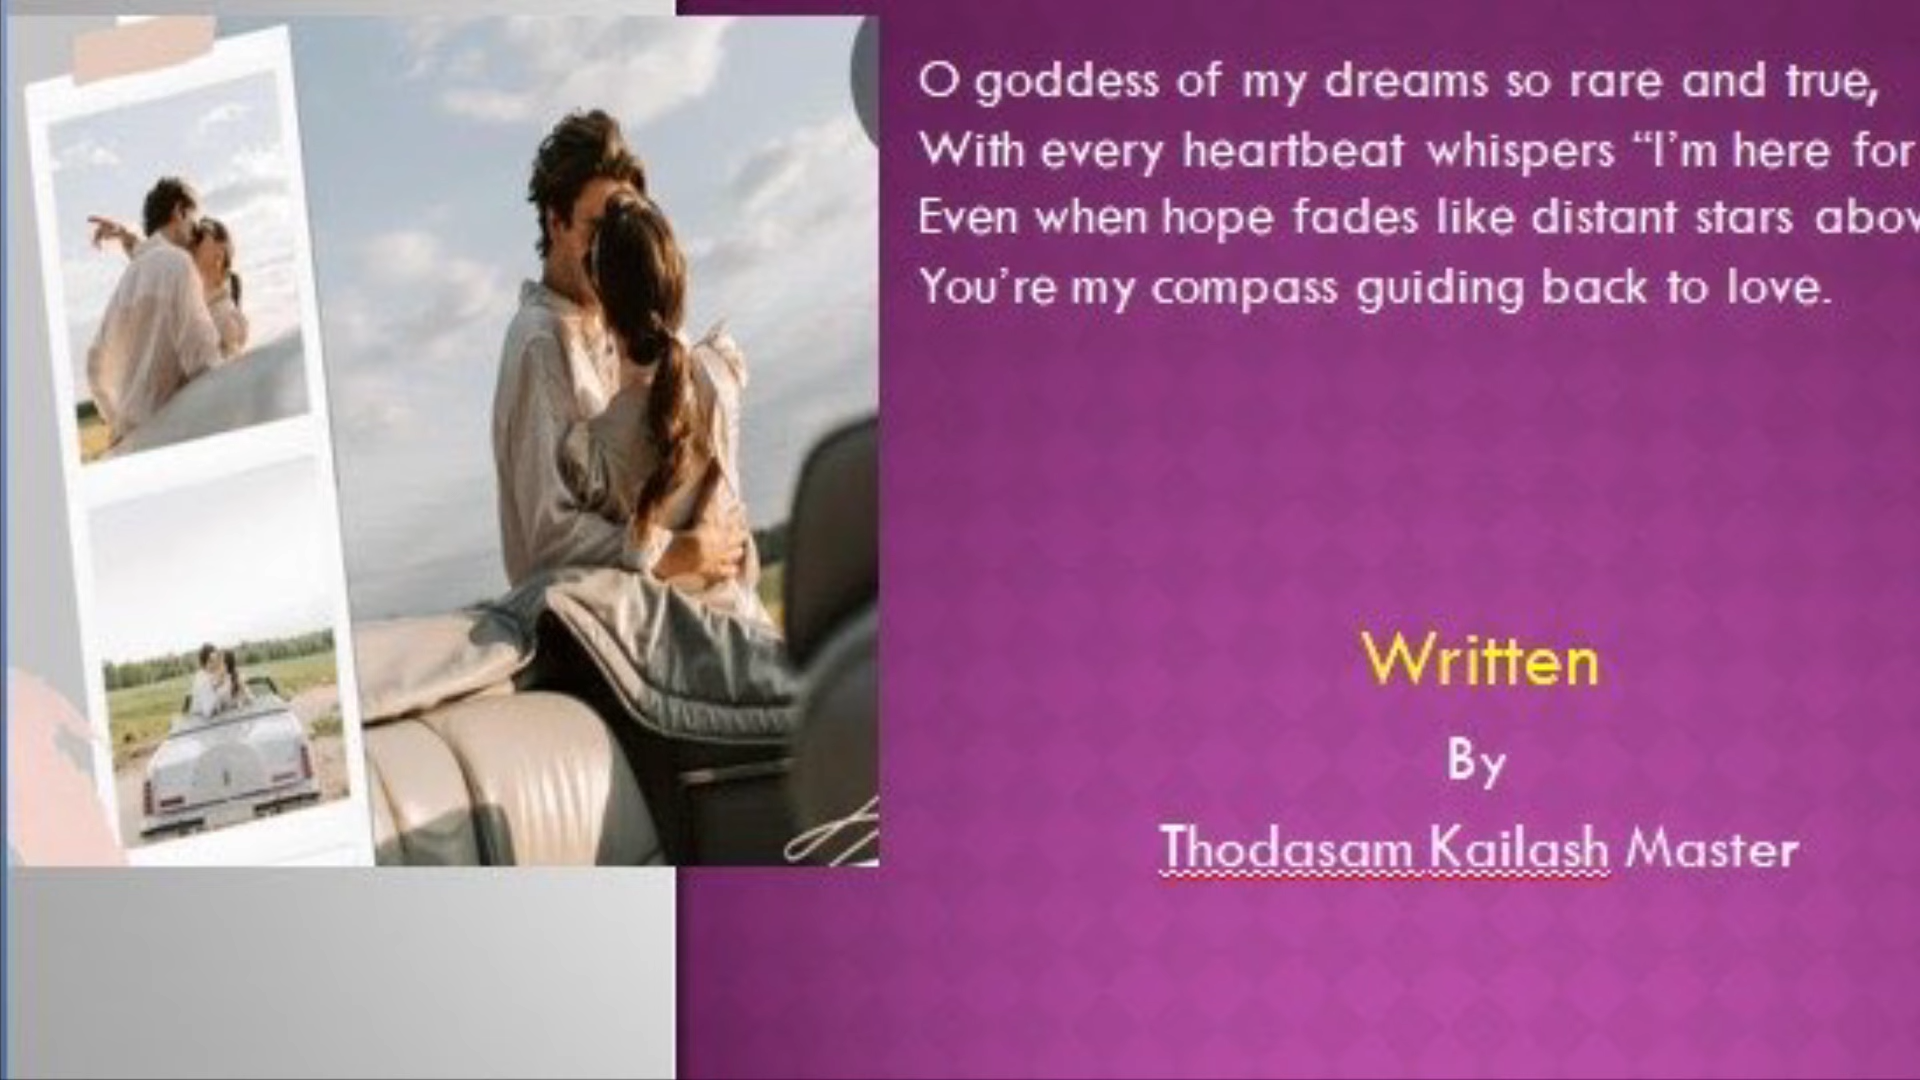 O goddess of my dreams so rare and true,
With every heartbeat whispers “I’m here for
Even when hope fades like distant stars
You’re my compass guiding back to love.
Written
By
Thodasam Kailash Master